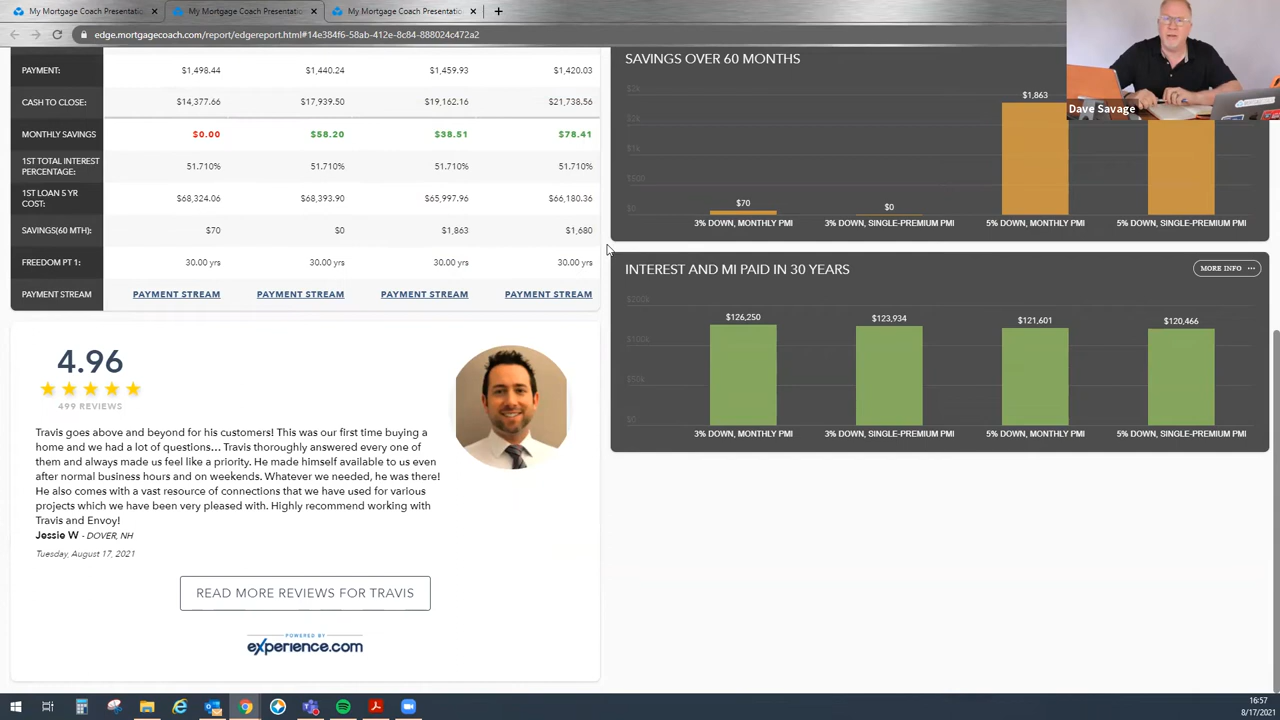 My Mortgage Coach Presentation
My Mortgage Coach Presentation
My Mortgage Coach Presentation
edge.mortgagecoach.com/report/edgereport.html#14e384f6-58ab-412e-8c84-888024c472a2
PAYMENT: $1,498.44 $1,440.24 $1,459.93 $1,420.03
CASH TO CLOSE: $14,377.66 $17,939.50 $19,162.16 $21,738.56
MONTHLY SAVINGS $0.00 $58.20 $38.51 $78.41
1ST TOTAL INTEREST
PERCENTAGE: 51.710% 51.710% 51.710% 51.710%
1ST LOAN 5 YR
COST: $68,324.06 $68,393.90 $65,997.96 $66,180.36
SAVINGS(60 MTH): $70 $0 $1,863 $1,680
FREEDOM PT 1: 30.00 yrs 30.00 yrs 30.00 yrs 30.00 yrs
PAYMENT STREAM PAYMENT STREAM PAYMENT STREAM PAYMENT STREAM PAYMENT STREAM
4.96
499 REVIEWS
Travis goes above and beyond for his customers! This was our first time buying a
home and we had a lot of questions... Travis thoroughly answered every one of
them and always made us feel like a priority. He made himself available to us even
after normal business hours and on weekends. Whatever we needed, he was there!
He also comes with a vast resource of connections that we have used for various
projects which we have been very pleased with. Highly recommend working with
Travis and Envoy!
Jessie W - DOVER, NH
Tuesday, August 17, 2021
READ MORE REVIEWS FOR TRAVIS
POWERED BY
experience.com
SAVINGS OVER 60 MONTHS
$2k
$2k
$1k
$500
$0
$70 $0 $1,863
3% DOWN, MONTHLY PMI 3% DOWN, SINGLE-PREMIUM PMI 5% DOWN, MONTHLY PMI 5% DOWN, SINGLE-PREMIUM PMI
INTEREST AND MI PAID IN 30 YEARS
MORE INFO ...
$200k
$100k
$50k
$0
$126,250 $123,934 $121,601 $120,466
3% DOWN, MONTHLY PMI 3% DOWN, SINGLE-PREMIUM PMI 5% DOWN, MONTHLY PMI 5% DOWN, SINGLE-PREMIUM PMI
Dave Savage
16:57
8/17/2021